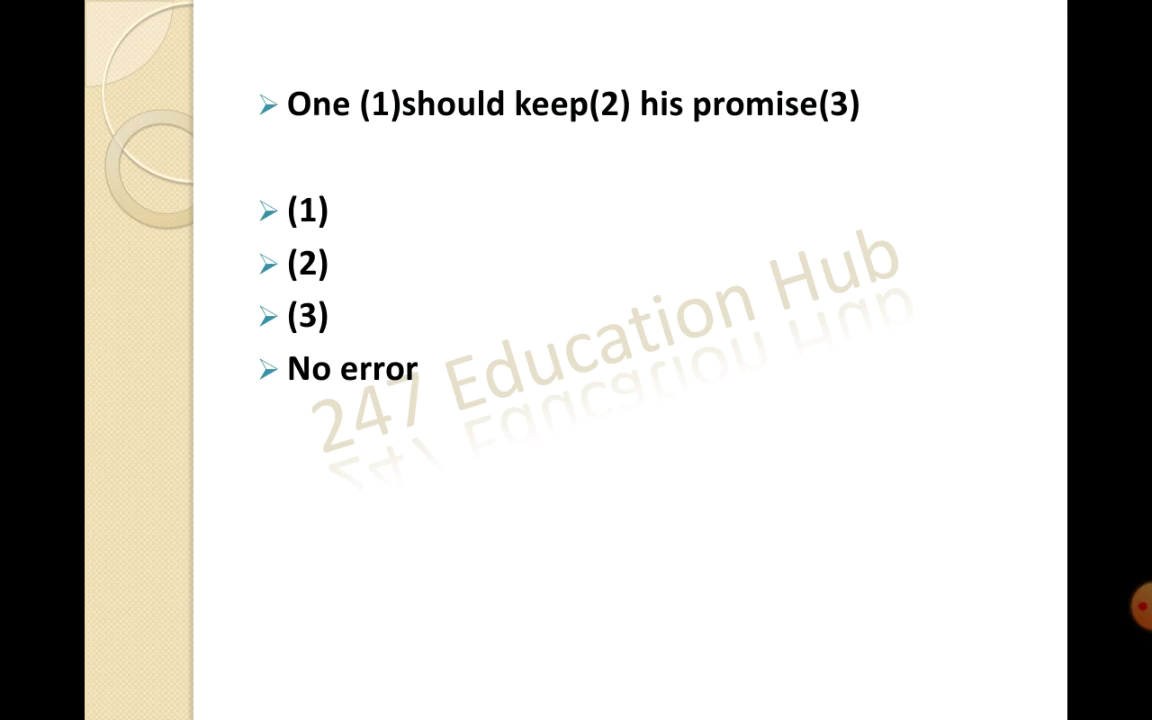 One (1)should keep(2) his promise(3)
(1)
(2)
(3)
No error
247 Education Hub